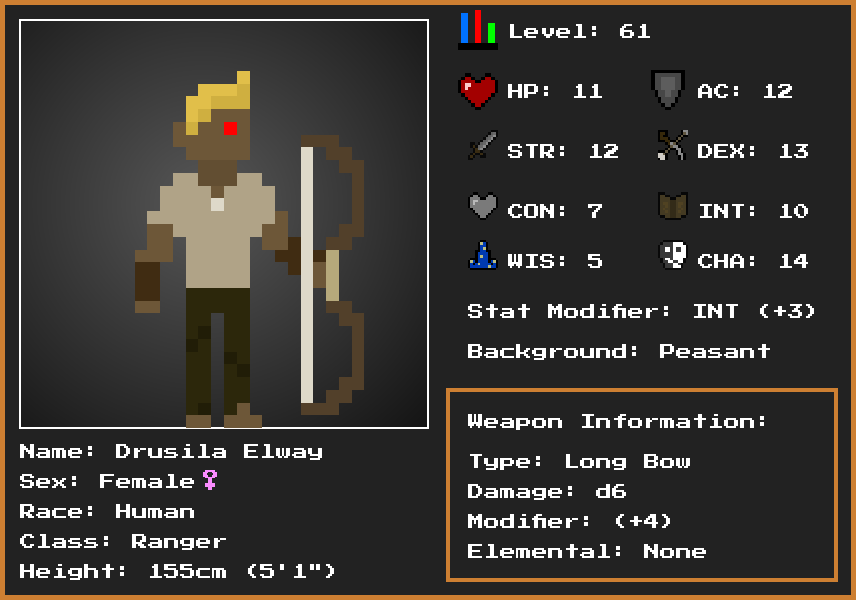 Level: 61
HP: 11
AC: 12
STR: 12
DEX: 13
CON: 7
INT: 10
WIS: 5
CHA: 14
Stat Modifier: INT (+3)
Background: Peasant
Weapon Information:
Type: Long Bow
Damage: d6
Modifier: (+4)
Elemental: None
Name: Drusila Elway
Sex: Female♀
Race: Human
Class: Ranger
Height: 155cm (5'1")